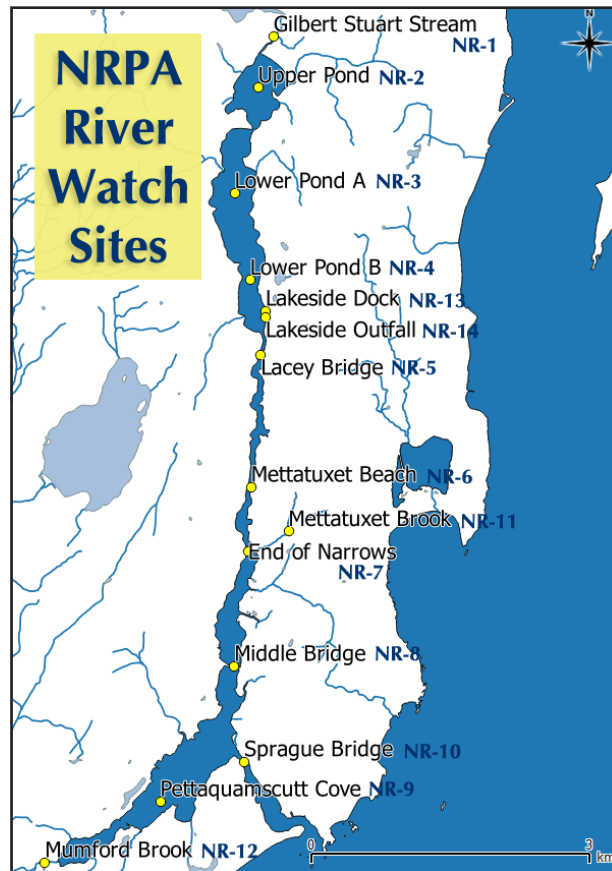 NRPA
River
Watch
Sites
N
Gilbert Stuart Stream
NR-1
Upper Pond NR-2
Lower Pond A NR-3
Lower Pond B NR-4
Lakeside Dock NR-13
Lakeside Outfall NR-14
Lacey Bridge NR-5
Mettatuxet Beach NR-6
Mettatuxet Brook NR-11
End of Narrows
NR-7
Middle Bridge NR-8
Sprague Bridge NR-10
Pettaquamscutt Cove NR-9
Mumford Brook NR-12
0 3
km